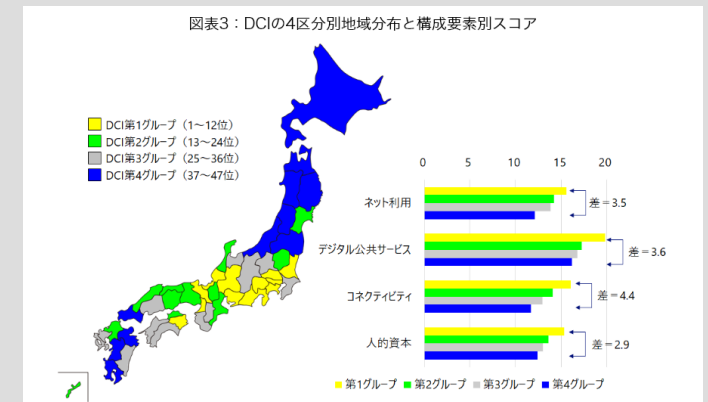 図表3：DCIの4区分別地域分布と構成要素別スコア
DCI第1グループ（1～12位）
DCI第2グループ（13～24位）
DCI第3グループ（25～36位）
DCI第4グループ（37～47位）
0 5 10 15 20
ネット利用
差＝3.5
デジタル公共サービス
差＝3.6
コネクティビティ
差＝4.4
人的資本
差＝2.9
第1グループ 第2グループ 第3グループ 第4グループ